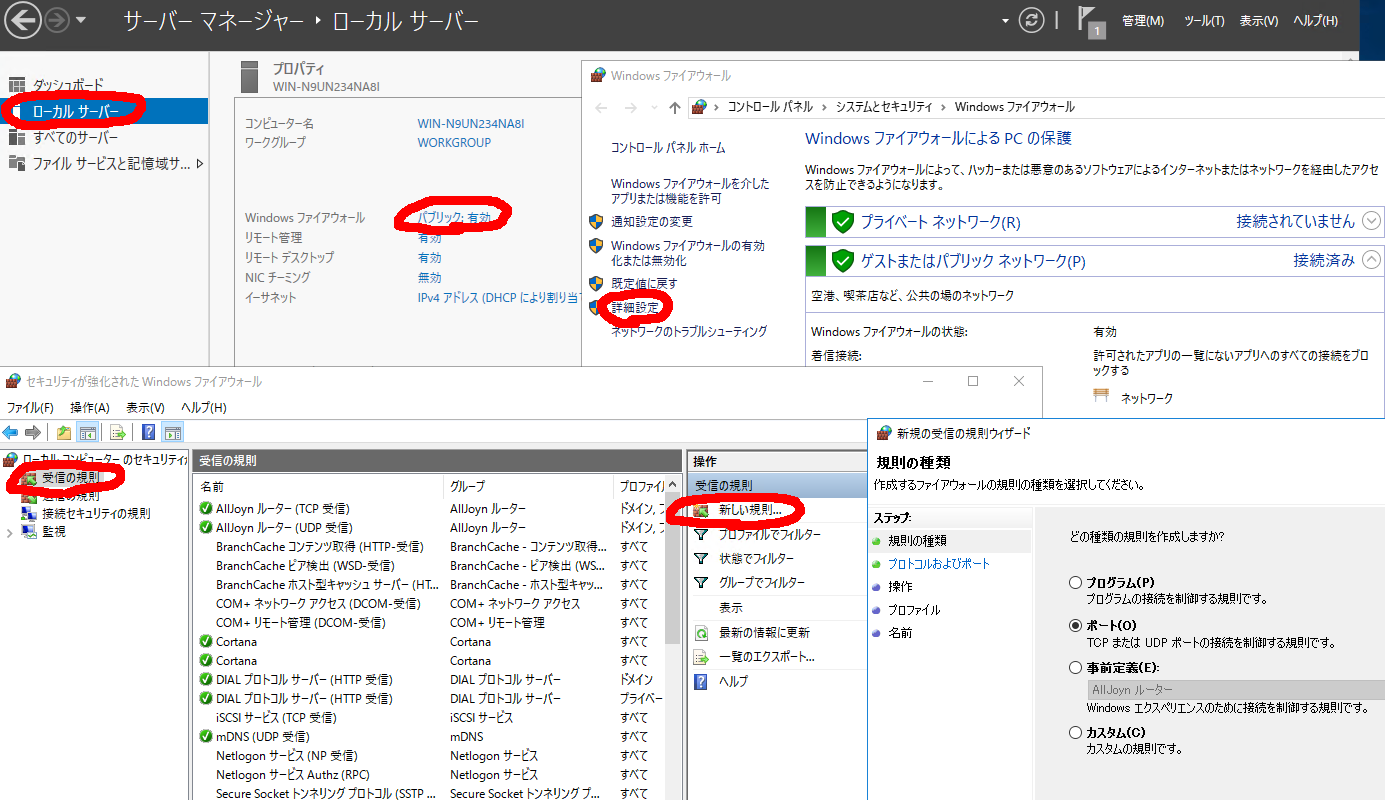 サーバー マネージャー ・ ローカル サーバー
1
管理(M)
ツール(T)
表示(V)
ヘルプ(H)
ダッシュボード
ローカル サーバー
すべてのサーバー
ファイル サービスと記憶域サ...
プロパティ
WIN-N9UN234NA8I
コンピューター名
WIN-N9UN234NA8I
ワークグループ
WORKGROUP
Windows ファイアウォール
パブリック: 有効
リモート管理
有効
リモート デスクトップ
有効
NIC チーミング
無効
イーサネット
IPv4 アドレス (DHCP により割り当て
Windows ファイアウォール
コントロール パネル > システムとセキュリティ > Windows ファイアウォール
コントロール パネル ホーム
Windows ファイアウォールを介した
アプリまたは機能を許可
通知設定の変更
Windows ファイアウォールの有効
化または無効化
既定値に戻す
詳細設定
ネットワークのトラブルシューティング
Windows ファイアウォールによる PC の保護
Windows ファイアウォールによって、ハッカーまたは悪意のあるソフトウェアによるインターネットまたはネットワークを経由したアクセ
スを防止できるようになります。
プライベート ネットワーク(R)
接続されていません
ゲストまたはパブリック ネットワーク(P)
接続済み
空港、喫茶店など、公共の場のネットワーク
Windows ファイアウォールの状態:
有効
着信接続:
許可されたアプリの一覧にないアプリへのすべての接続をブロ
ックする
ネットワーク
セキュリティが強化された Windows ファイアウォール
ファイル(F)
操作(A)
表示(V)
ヘルプ(H)
ローカル コンピューター のセキュリティ
受信の規則
送信の規則
接続セキュリティの規則
監視
受信の規則
名前
グループ
プロファイル
AllJoyn ルーター (TCP 受信)
AllJoyn ルーター
ドメイン, フ
AllJoyn ルーター (UDP 受信)
AllJoyn ルーター
ドメイン, フ
BranchCache コンテンツ取得 (HTTP-受信)
BranchCache - コンテンツ取得...
すべて
BranchCache ピア検出 (WSD-受信)
BranchCache - ピア検出 (WS...
すべて
BranchCache ホスト型キャッシュ サーバー (HT...
BranchCache - ホスト型キャッ...
すべて
COM+ ネットワーク アクセス (DCOM-受信)
COM+ ネットワーク アクセス
すべて
COM+ リモート管理 (DCOM-受信)
COM+ リモート管理
すべて
Cortana
Cortana
すべて
Cortana
Cortana
すべて
DIAL プロトコル サーバー (HTTP 受信)
DIAL プロトコル サーバー
ドメイン
DIAL プロトコル サーバー (HTTP 受信)
DIAL プロトコル サーバー
プライベー
iSCSI サービス (TCP 受信)
iSCSI サービス
すべて
mDNS (UDP 受信)
mDNS
すべて
Netlogon サービス (NP 受信)
Netlogon サービス
すべて
Netlogon サービス Authz (RPC)
Netlogon サービス
すべて
Secure Socket トンネリング プロトコル (SSTP ...
Secure Socket トンネリング プ...
すべて
操作
受信の規則
新しい規則...
プロファイルでフィルター
状態でフィルター
グループでフィルター
表示
最新の情報に更新
一覧のエクスポート...
ヘルプ
新規の受信の規則ウィザード
規則の種類
作成するファイアウォールの規則の種類を選択してください。
ステップ:
規則の種類
プロトコルおよびポート
操作
プロファイル
名前
どの種類の規則を作成しますか?
プログラム(P)
プログラムの接続を制御する規則です。
ポート(O)
TCP または UDP ポートの接続を制御する規則です。
事前定義(E):
AllJoyn ルーター
Windows エクスペリエンスのために接続を制御する規則です。
カスタム(C)
カスタムの規則です。